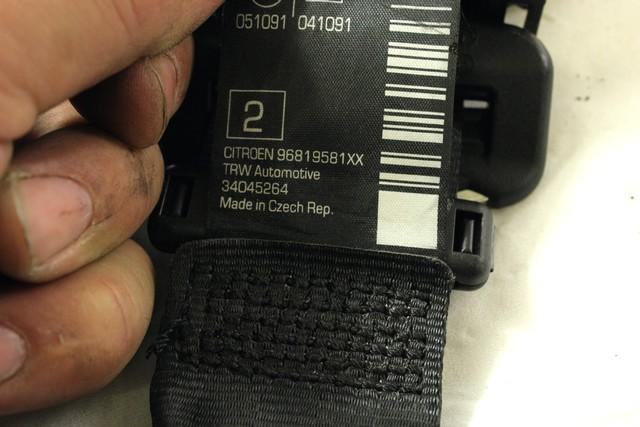 051091 041091
2
CITROEN 96819581XX
TRW Automotive
34045264
Made in Czech Rep.